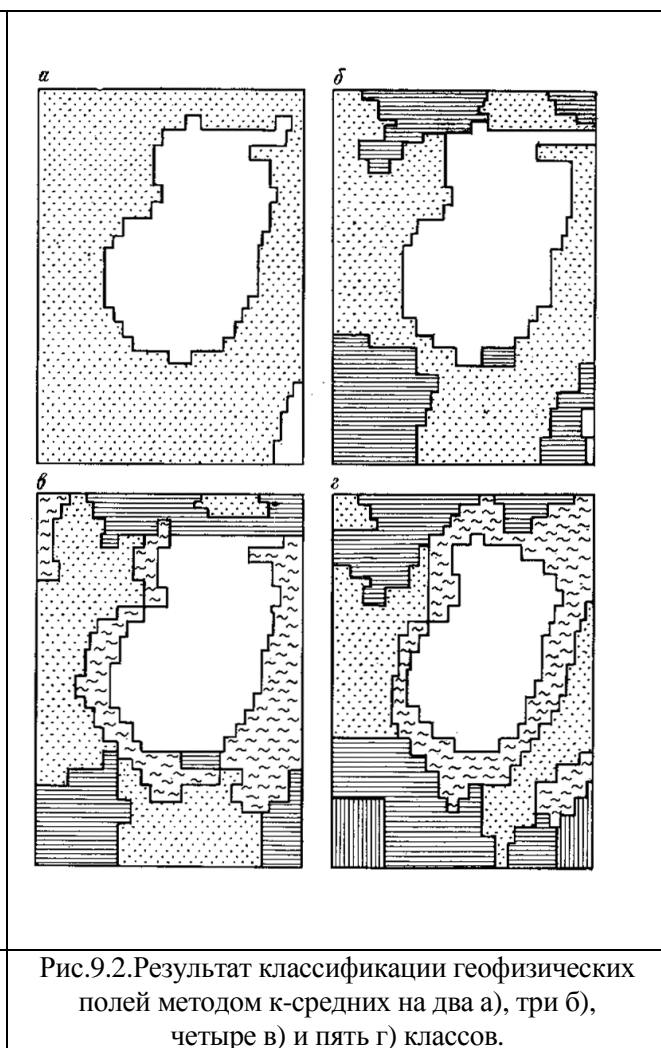 а
б
в
г
Рис.9.2.Результат классификации геофизических
полей методом к-средних на два а), три б),
четыре в) и пять г) классов.